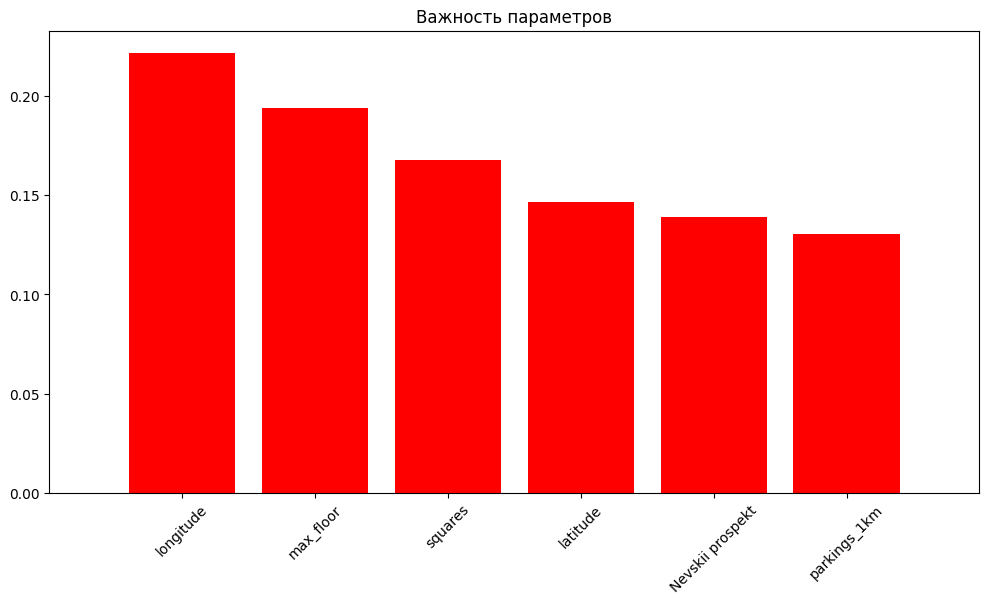 Важность параметров
0.20
0.15
0.10
0.05
0.00
longitude
max_floor
squares
latitude
Nevskii prospekt
parkings_1km